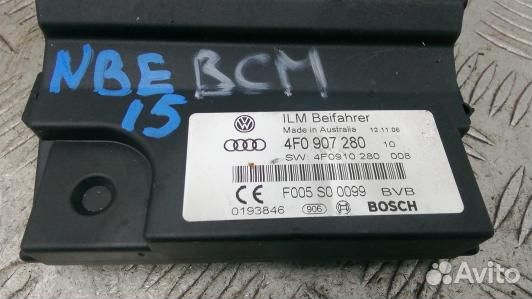 NBE BCM
15
ILM Beifahrer
Made in Australia 12.11.06
4F0 907 280 10
SW: 4F0910 280 008
F005 S0 0099 BVB
0193846 906 BOSCH
Avito